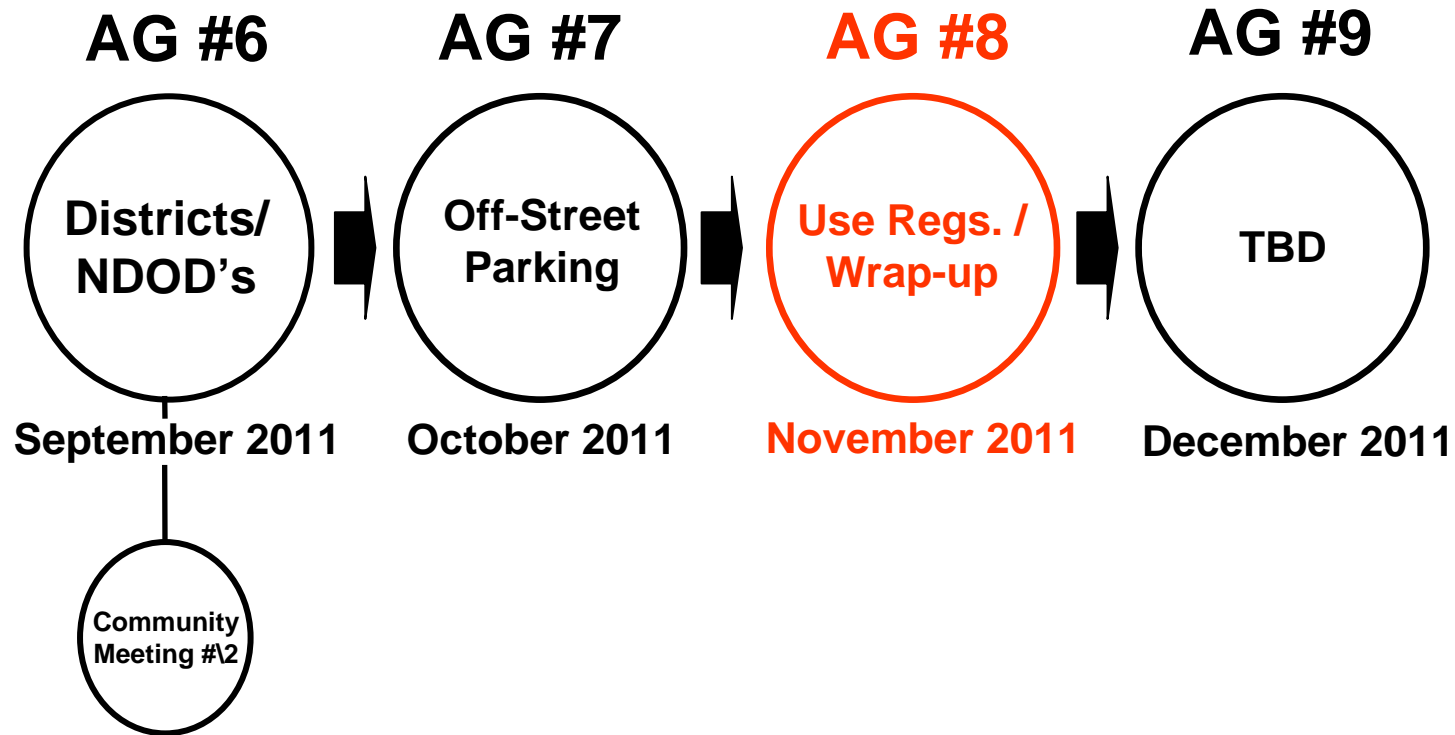 AG #6
AG #7
AG #8
AG #9
Districts/
NDOD’s
Off-Street
Parking
Use Regs. /
Wrap-up
TBD
September 2011
October 2011
November 2011
December 2011
Community
Meeting #\2